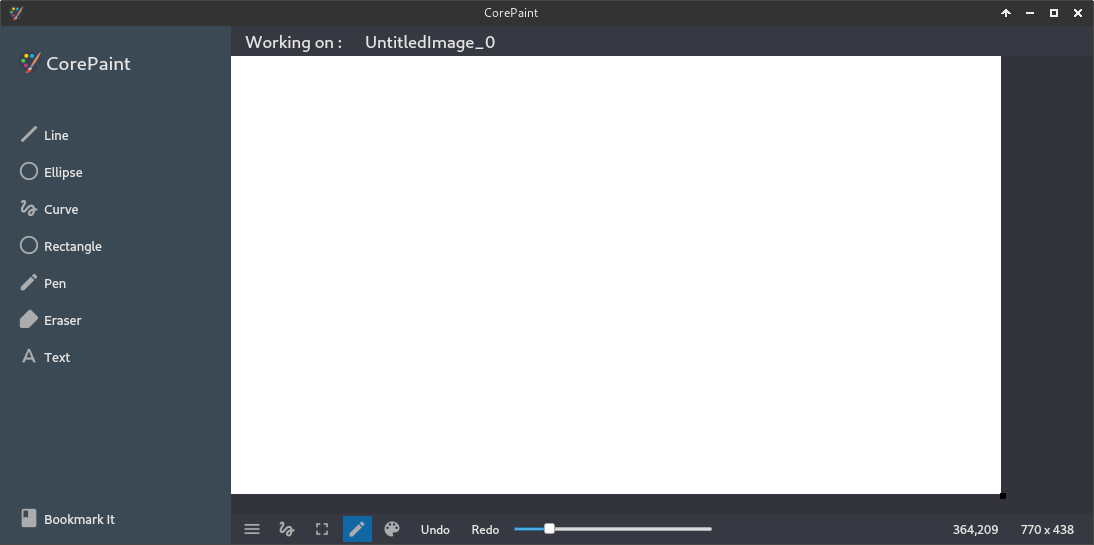 CorePaint
Working on : UntitledImage_0
CorePaint
Line
Ellipse
Curve
Rectangle
Pen
Eraser
Text
Bookmark It
Undo Redo 364,209 770 x 438